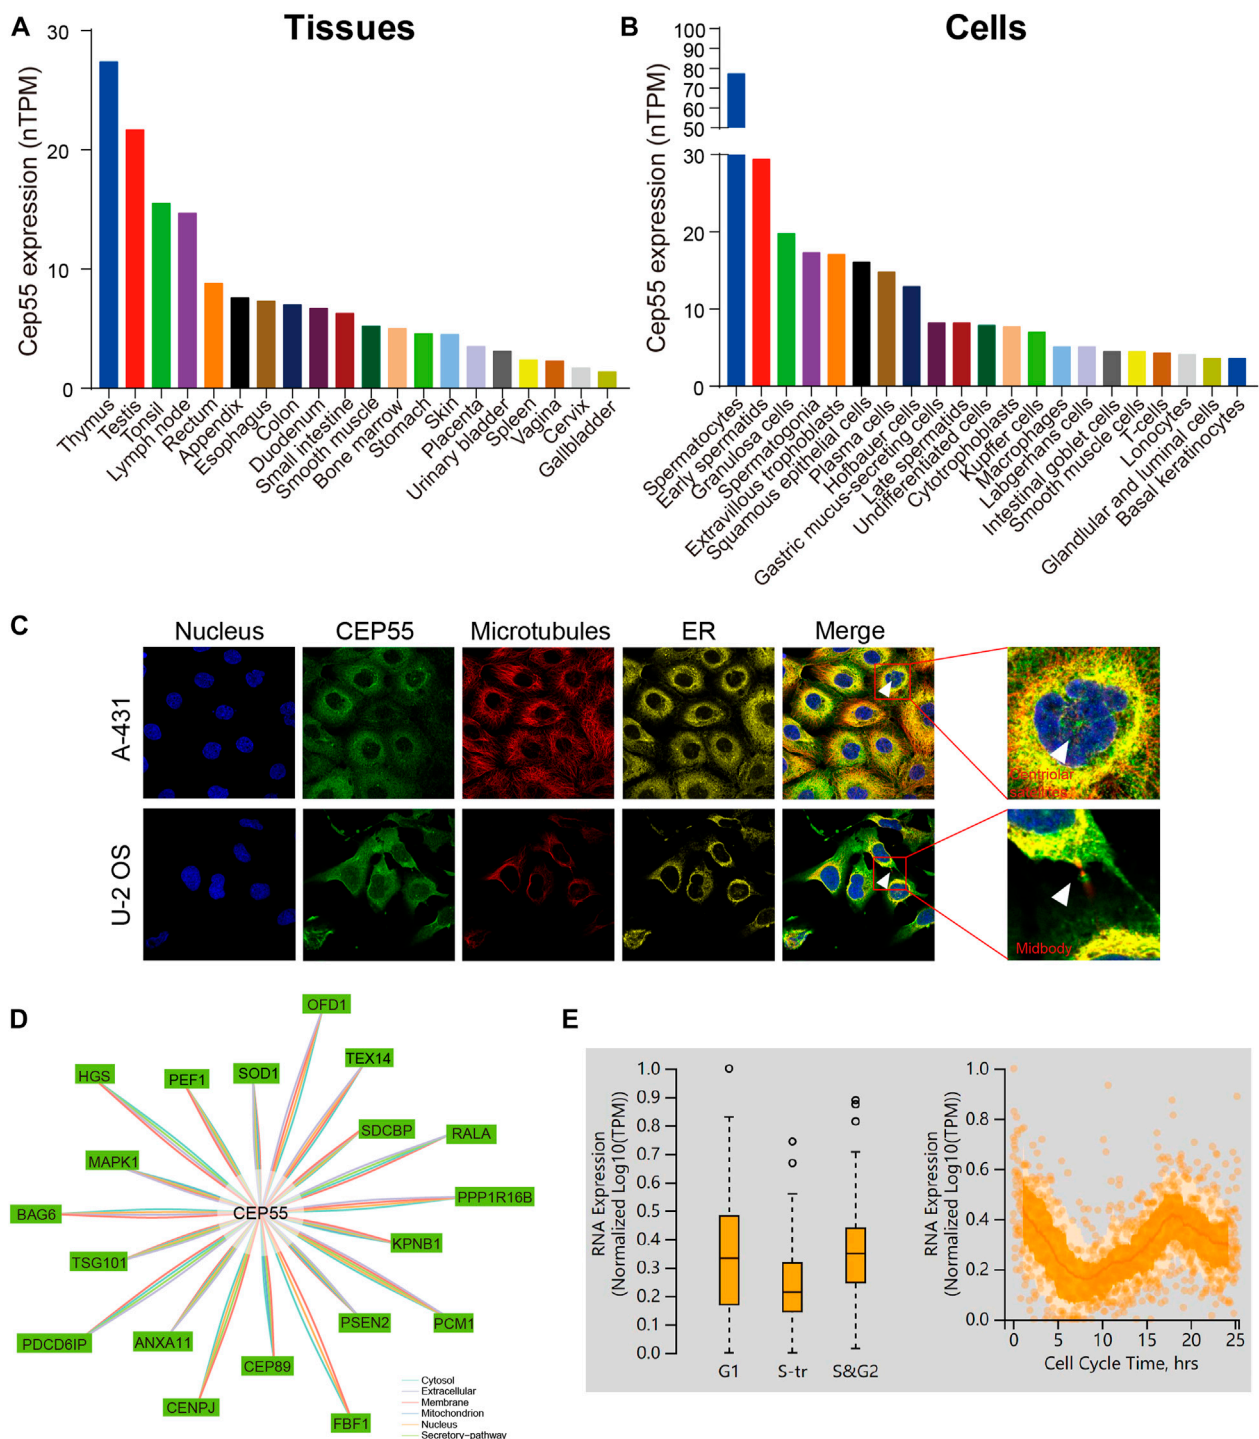 A
Tissues
Cep55 expression (nTPM)
30
20
10
0
Thymus
Testis
Tonsil
Lymph node
Rectum
Appendix
Esophagus
Colon
Duodenum
Small intestine
Smooth muscle
Bone marrow
Stomach
Skin
Placenta
Urinary bladder
Spleen
Vagina
Cervix
Gallbladder
B
Cells
Cep55 expression (nTPM)
100
90
80
70
60
50
30
20
10
0
Spermatocytes
Early spermatids
Granulosa cells
Spermatogonia
Extravillous trophoblasts
Squamous epithelial cells
Plasma cells
Hofbauer cells
Gastric mucus-secreting cells
Late spermatids
Undifferentiated cells
Cytotrophoblasts
Kupffer cells
Macrophages
Labgerhans cells
Intestinal goblet cells
Smooth muscle cells
T-cells
Lonocytes
Glandlular and luminal cells
Basal keratinocytes
C
Nucleus CEP55 Microtubules ER Merge
A-431
Centriolar
satellites
U-2 OS
Midbody
D
OFD1
TEX14
SOD1
PEF1
HGS
SDCBP
RALA
MAPK1
PPP1R16B
BAG6
CEP55
KPNB1
TSG101
PSEN2
PCM1
ANXA11
PDCD6IP
CEP89
CENPJ
FBF1
Cytosol
Extracellular
Membrane
Mitochondrion
Nucleus
Secretory-pathway
E
RNA Expression
(Normalized Log10(TPM))
1.0
0.9
0.8
0.7
0.6
0.5
0.4
0.3
0.2
0.1
0.0
G1 S-tr S&G2
RNA Expression
(Normalized Log10(TPM))
1.0
0.8
0.6
0.4
0.2
0.0
0 5 10 15 20 25
Cell Cycle Time, hrs